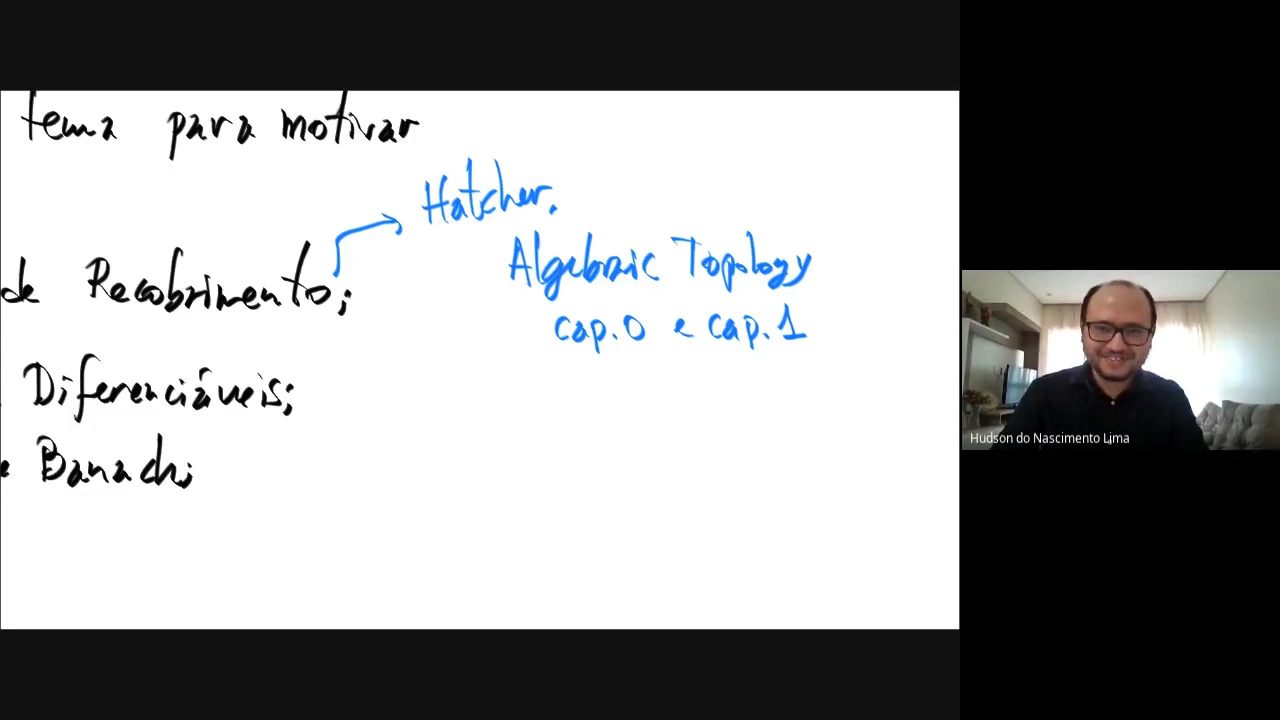 tema para motivar
Hatcher.
Algebraic Topology
cap. 0 e cap. 1
de Recobrimento;
Diferenciáveis;
e Banach;
Hudson do Nascimento Lima